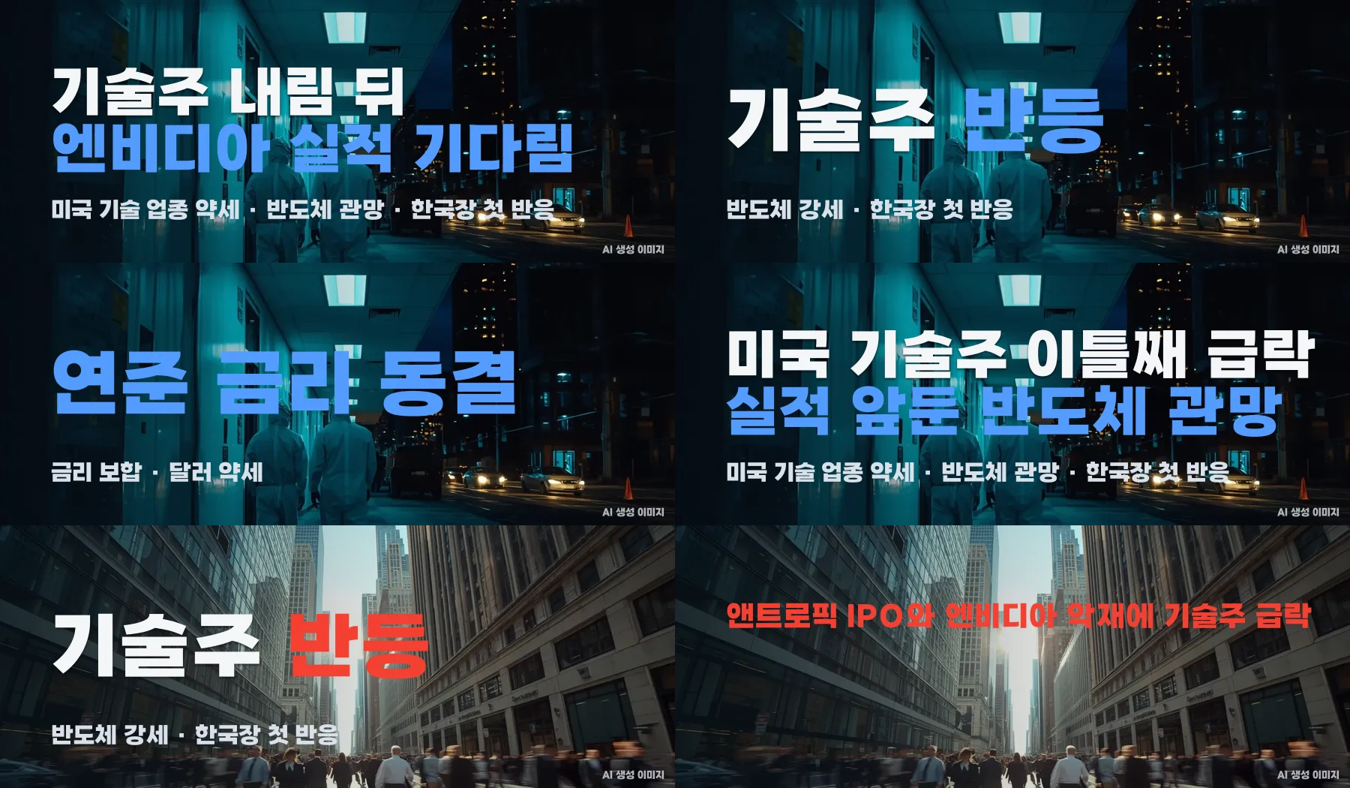 기술주 내림 뒤
엔비디아 실적 기다림
미국 기술 업종 약세 · 반도체 관망 · 한국장 첫 반응
AI 생성 이미지
기술주 반등
반도체 강세 · 한국장 첫 반응
AI 생성 이미지
연준 금리 동결
금리 보합 · 달러 약세
AI 생성 이미지
미국 기술주 이틀째 급락
실적 앞둔 반도체 관망
미국 기술 업종 약세 · 반도체 관망 · 한국장 첫 반응
AI 생성 이미지
기술주 반등
반도체 강세 · 한국장 첫 반응
AI 생성 이미지
앤트로픽 IPO와 엔비디아 악재에 기술주 급락
AI 생성 이미지